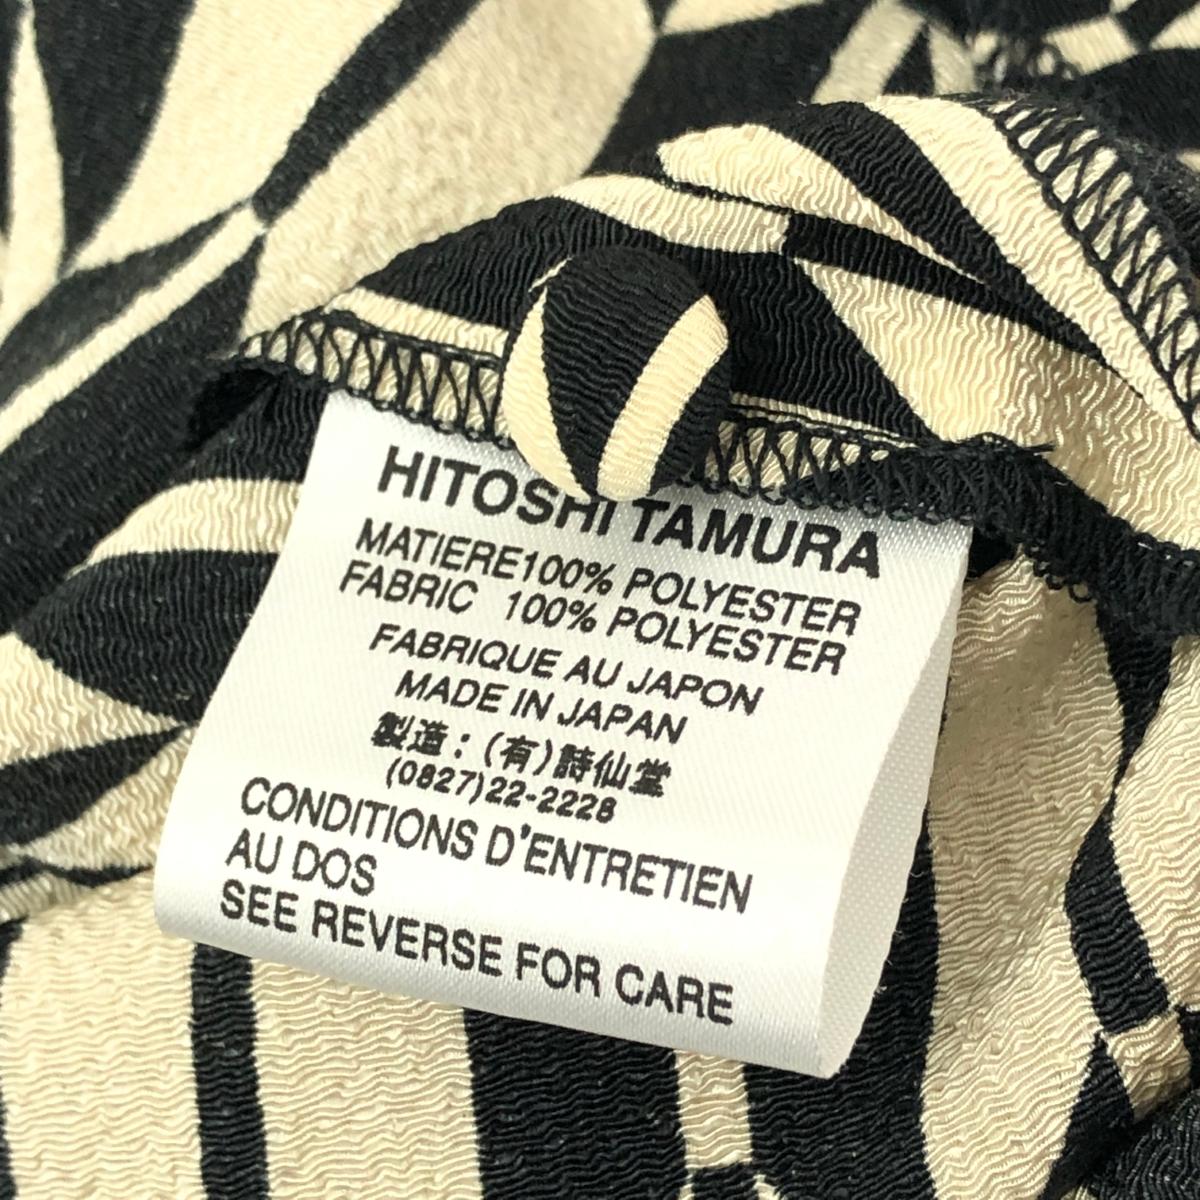 HITOSHI TAMURA
MATIERE100% POLYESTER
FABRIC 100% POLYESTER
FABRIQUE AU JAPON
MADE IN JAPAN
製造:(有)詩仙堂
(0827)22-2228
CONDITIONS D'ENTRETIEN
AU DOS
SEE REVERSE FOR CARE